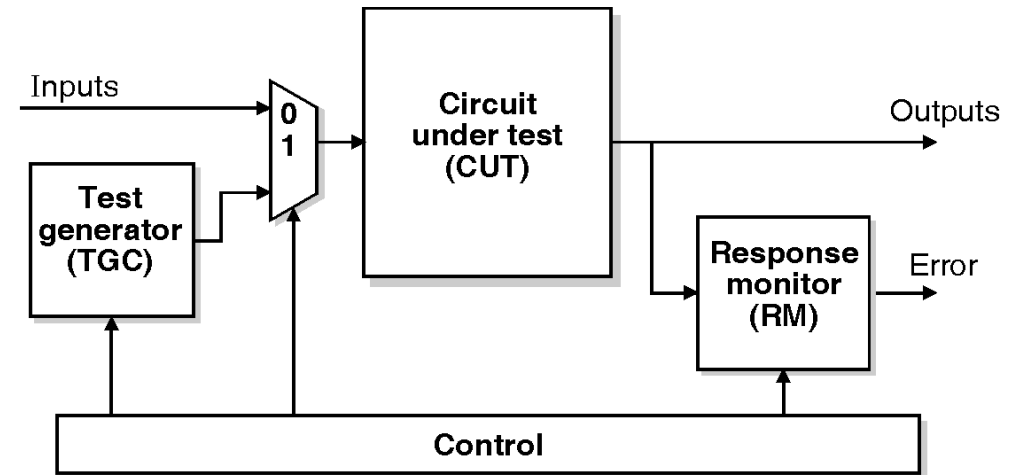 Inputs
0
1
Circuit
under test
(CUT)
Outputs
Test
generator
(TGC)
Response
monitor
(RM)
Error
Control